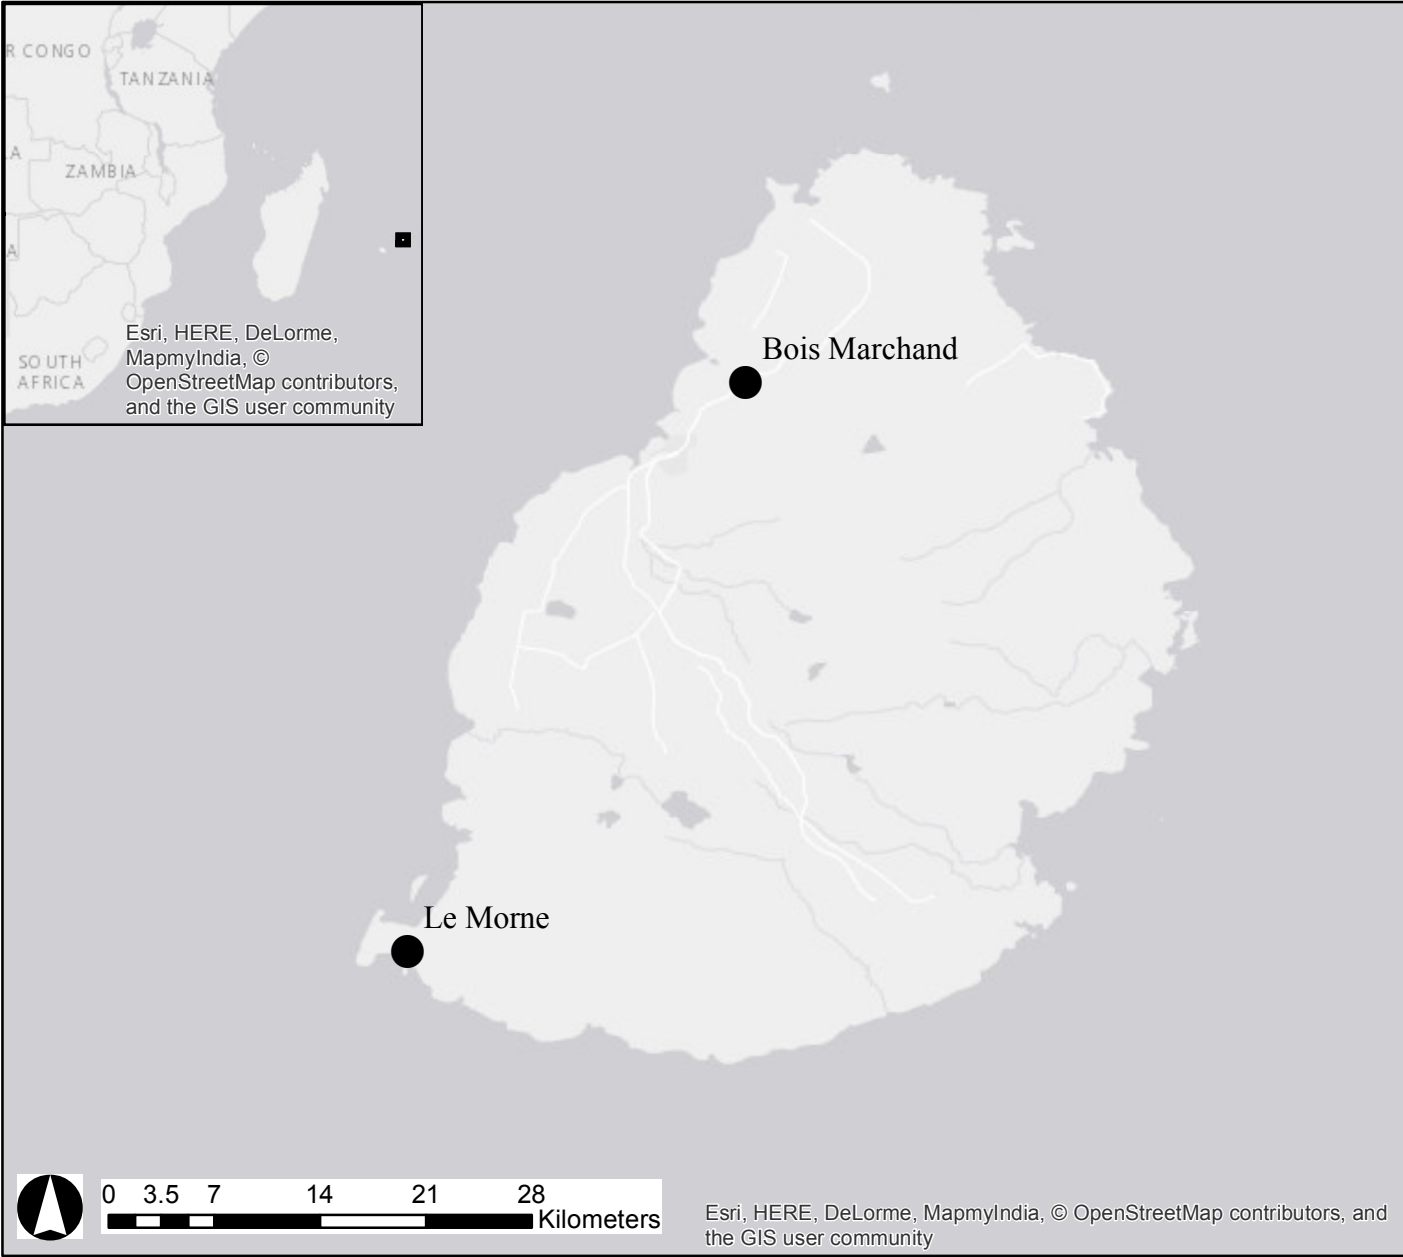 R CONGO
TANZANIA
A
ZAMBIA
A
SOUTH
AFRICA
Esri, HERE, DeLorme,
MapmyIndia, ©
OpenStreetMap contributors,
and the GIS user community
Bois Marchand
Le Morne
0 3.5 7 14 21 28
Kilometers
Esri, HERE, DeLorme, MapmyIndia, © OpenStreetMap contributors, and
the GIS user community